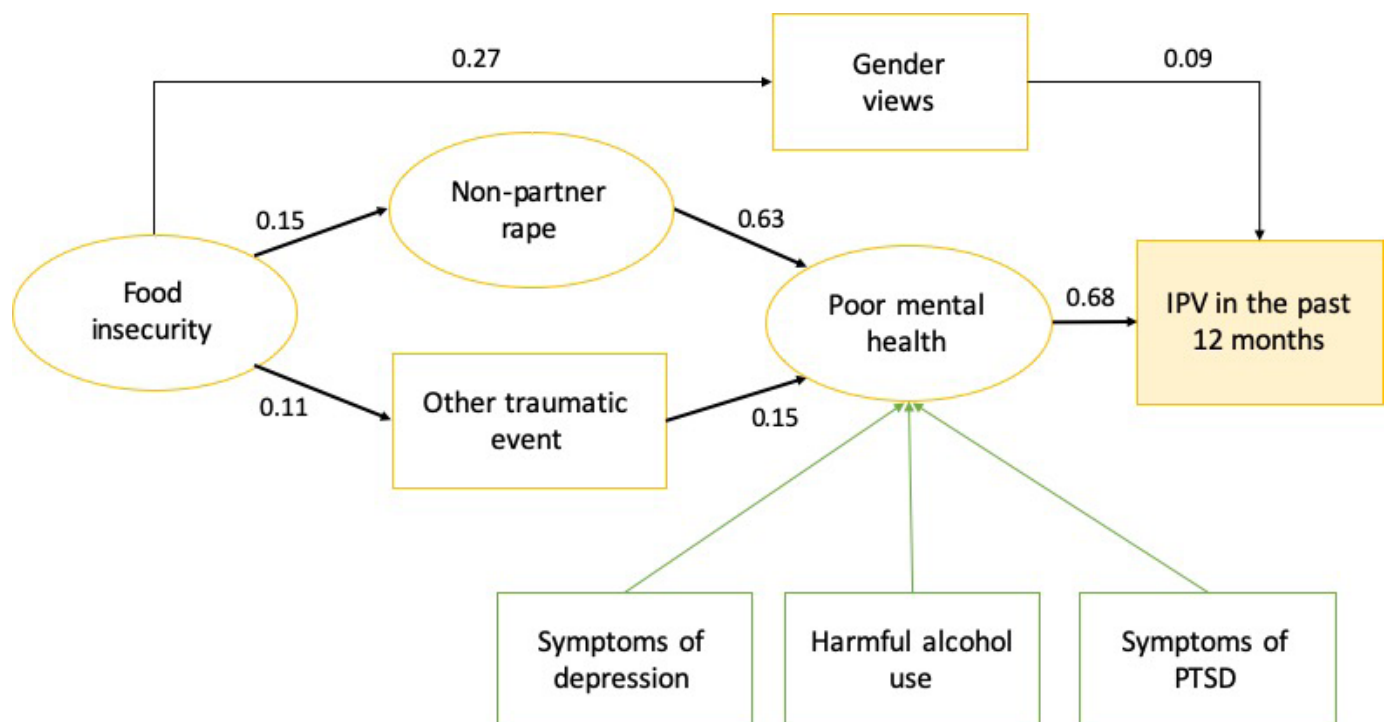 0.27
Gender
views
0.09
0.15
Non-partner
rape
0.63
Food
insecurity
Poor mental
health
0.68
IPV in the past
12 months
0.11
Other traumatic
event
0.15
Symptoms of
depression
Harmful alcohol
use
Symptoms of
PTSD